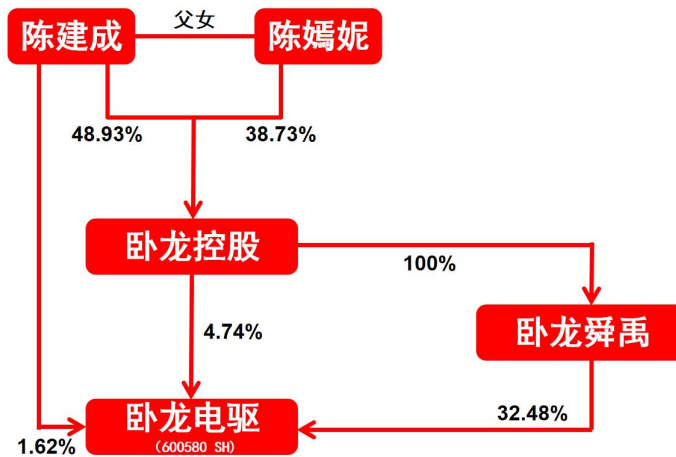 父女
陈建成
陈嫣妮
48.93%
38.73%
卧龙控股
100%
4.74%
卧龙舜禹
卧龙电驱
(600580 SH)
32.48%
1.62%